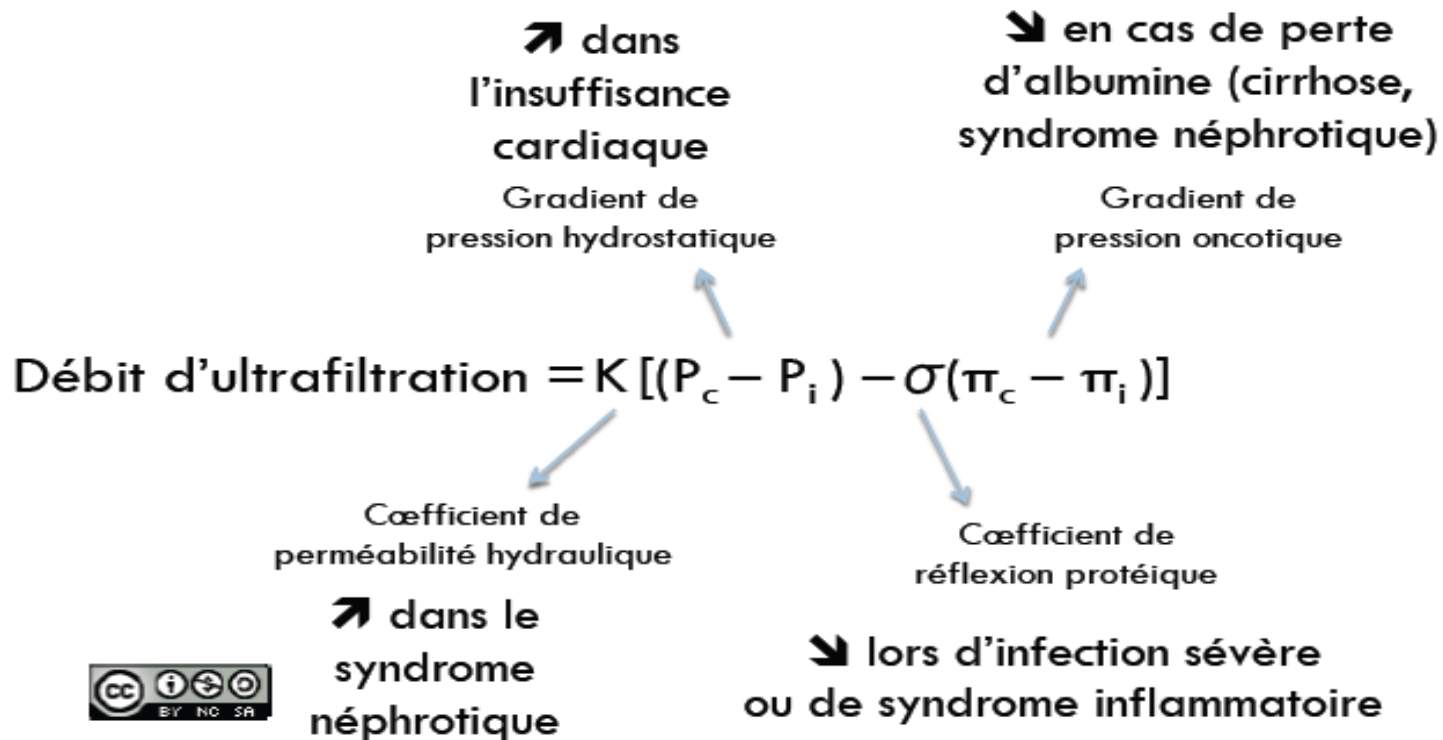 ↗ dans
l'insuffisance
cardiaque
Gradient de
pression hydrostatique
↘ en cas de perte
d'albumine (cirrhose,
syndrome néphrotique)
Gradient de
pression oncotique
Débit d'ultrafiltration = K [(Pc – Pi ) – σ(πc – πi )]
Cœfficient de
perméabilité hydraulique
↗ dans le
syndrome
néphrotique
Cœfficient de
réflexion protéique
↘ lors d'infection sévère
ou de syndrome inflammatoire
cc
BY NC SA